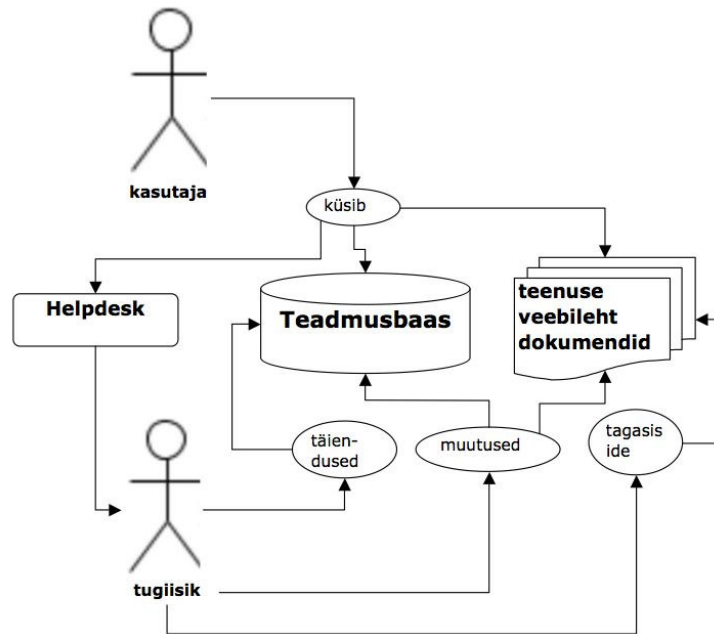 kasutaja
küsib
Helpdesk
Teadmusbaas
teenuse
veebileht
dokumendid
täien-
dused
muutused
tagasis
ide
tugiisik